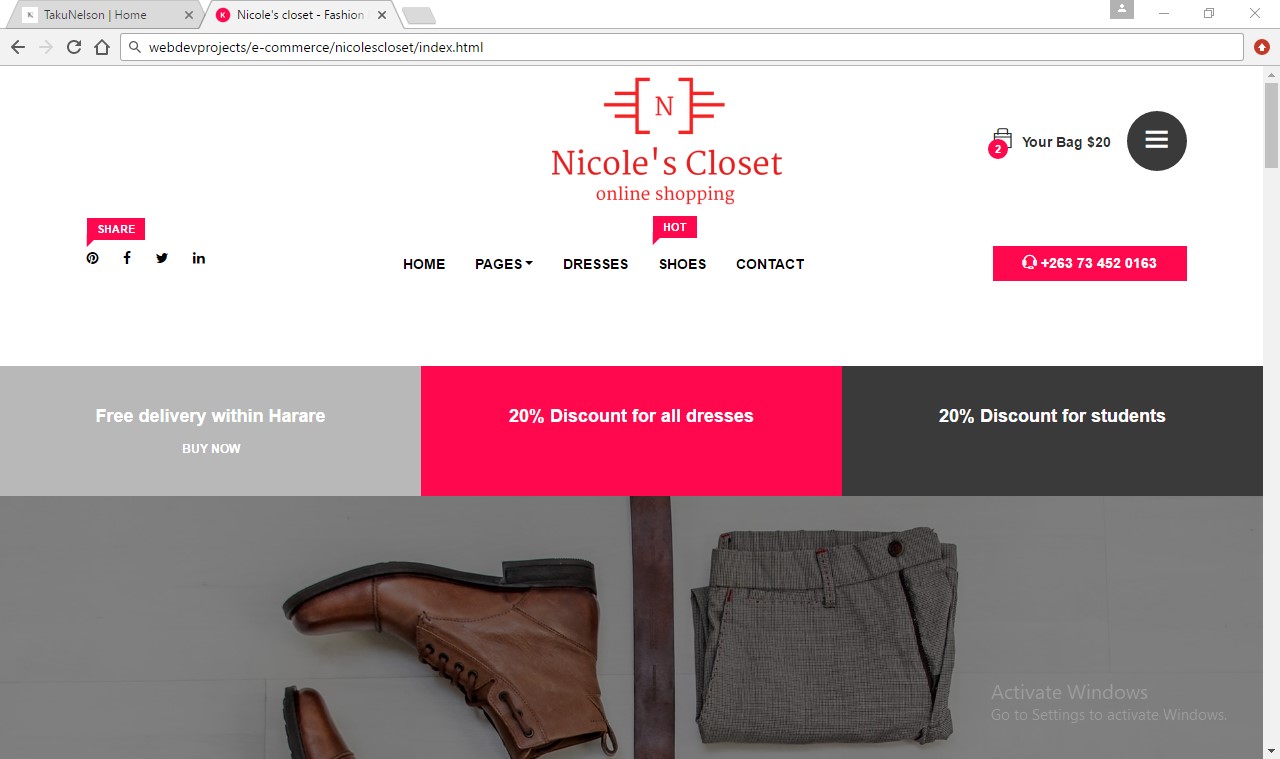 TakuNelson | Home
Nicole's closet - Fashion
webdevprojects/e-commerce/nicolescloset/index.html
N
Nicole's Closet
online shopping
2
Your Bag $20
SHARE
HOT
HOME
PAGES
DRESSES
SHOES
CONTACT
+263 73 452 0163
Free delivery within Harare
BUY NOW
20% Discount for all dresses
20% Discount for students
Activate Windows
Go to Settings to activate Windows.